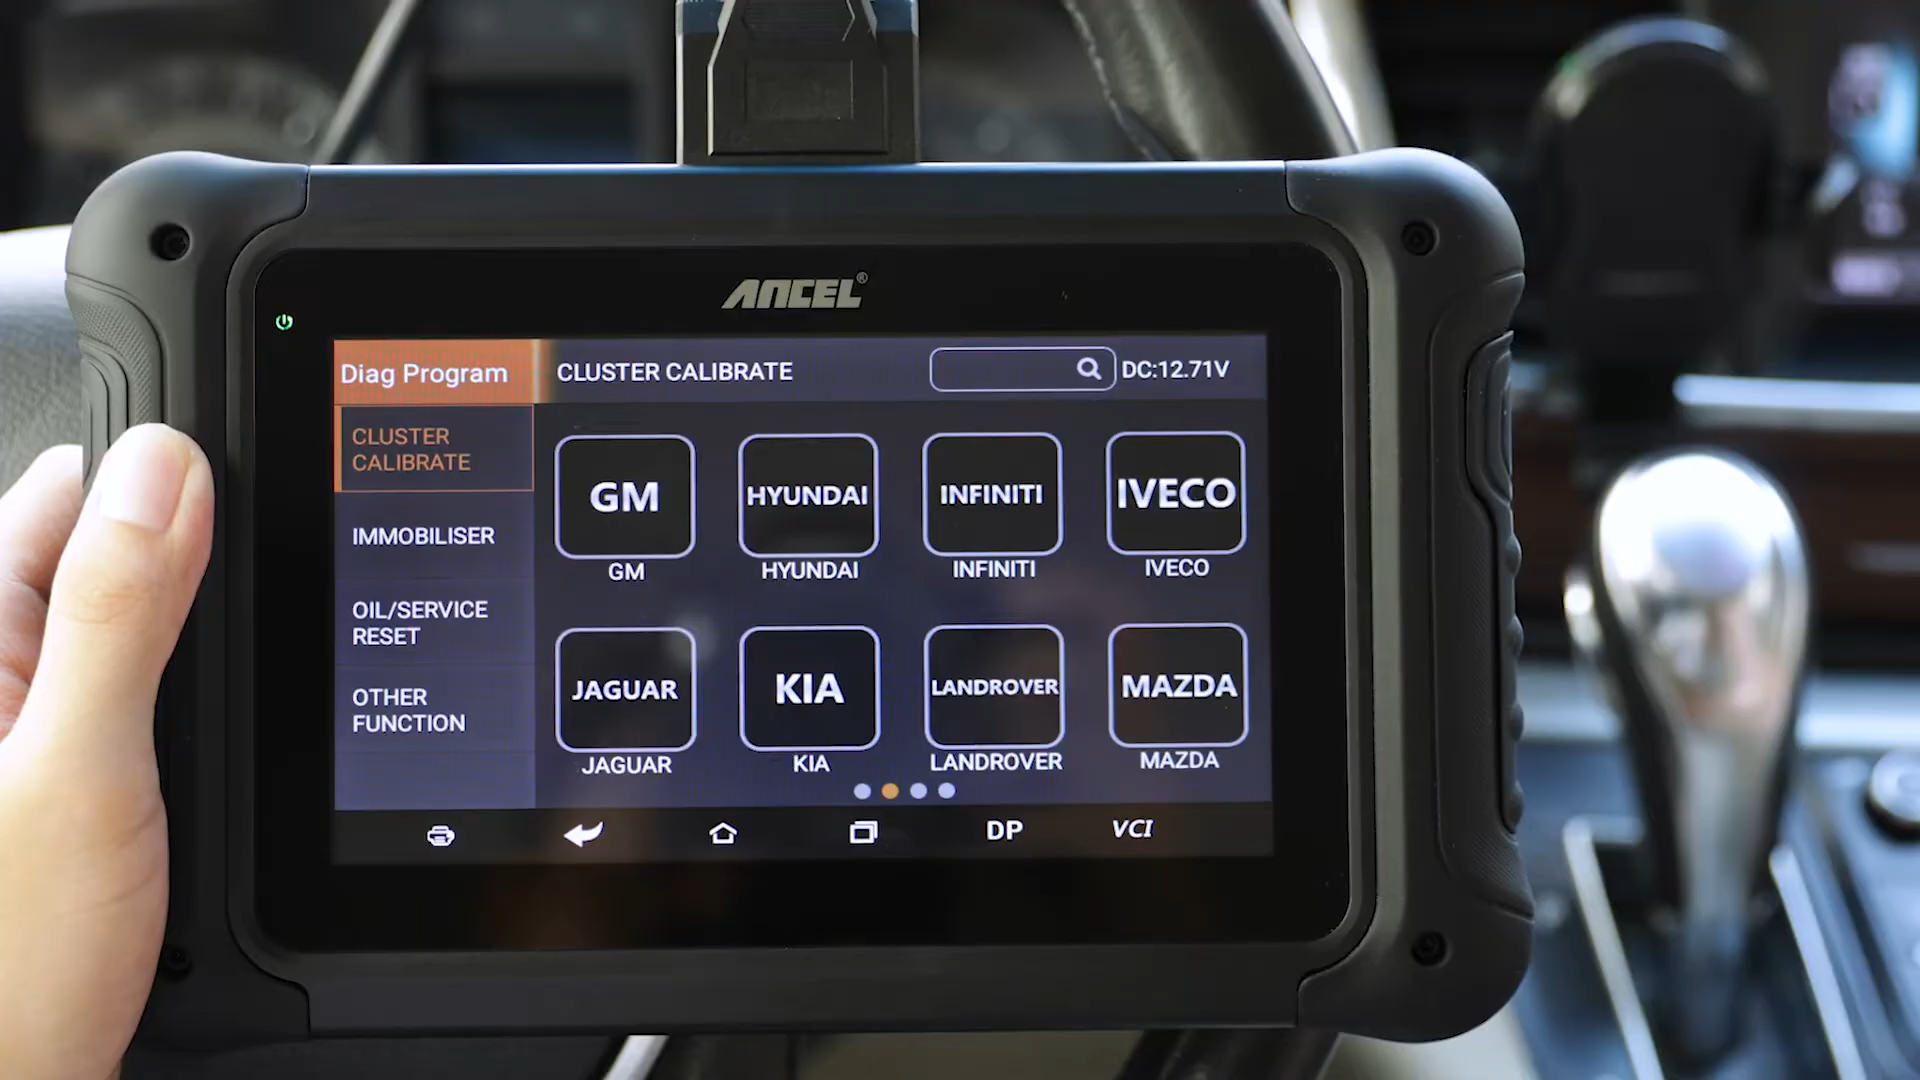 ANCEL®
Diag Program
CLUSTER CALIBRATE
DC:12.71V
CLUSTER
CALIBRATE
IMMOBILISER
OIL/SERVICE
RESET
OTHER
FUNCTION
GM
HYUNDAI
INFINITI
IVECO
GM
HYUNDAI
INFINITI
IVECO
JAGUAR
KIA
LANDROVER
MAZDA
JAGUAR
KIA
LANDROVER
MAZDA
DP
VCI